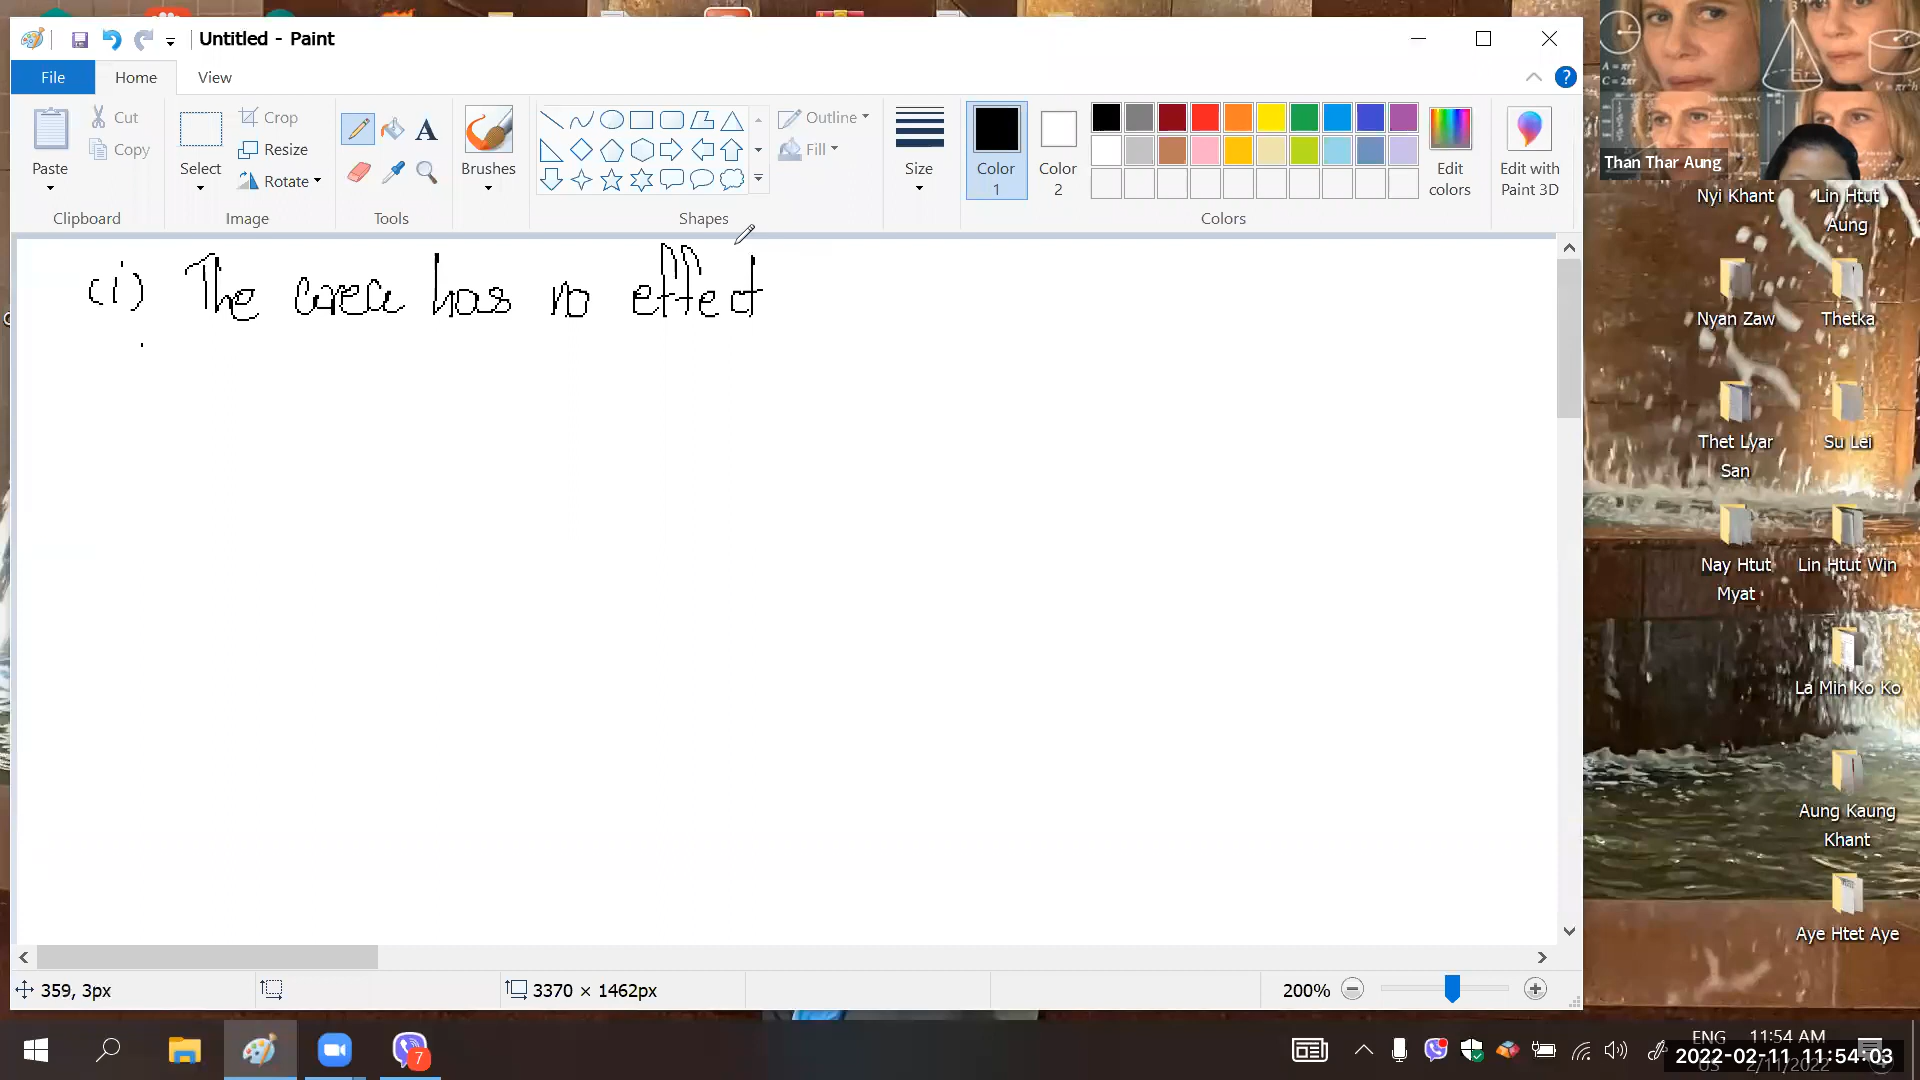 Untitled - Paint
File Home View
Paste
Cut
Copy
Clipboard
Select
Crop
Resize
Rotate
Image
Tools
Brushes
Shapes
Outline
Fill
Size
Color 1
Color 2
Colors
Edit colors
Edit with Paint 3D
(i) The area has no effect
359, 3px
3370 × 1462px
200%
Than Thar Aung
Nyi Khant
Lin Htut Aung
Nyan Zaw
Thetka
Thet Lyar San
Su Lei
Nay Htut Myat
Lin Htut Win
La Min Ko Ko
Aung Kaung Khant
Aye Htet Aye
7
ENG
11:54 AM
2022-02-11 11:54:03